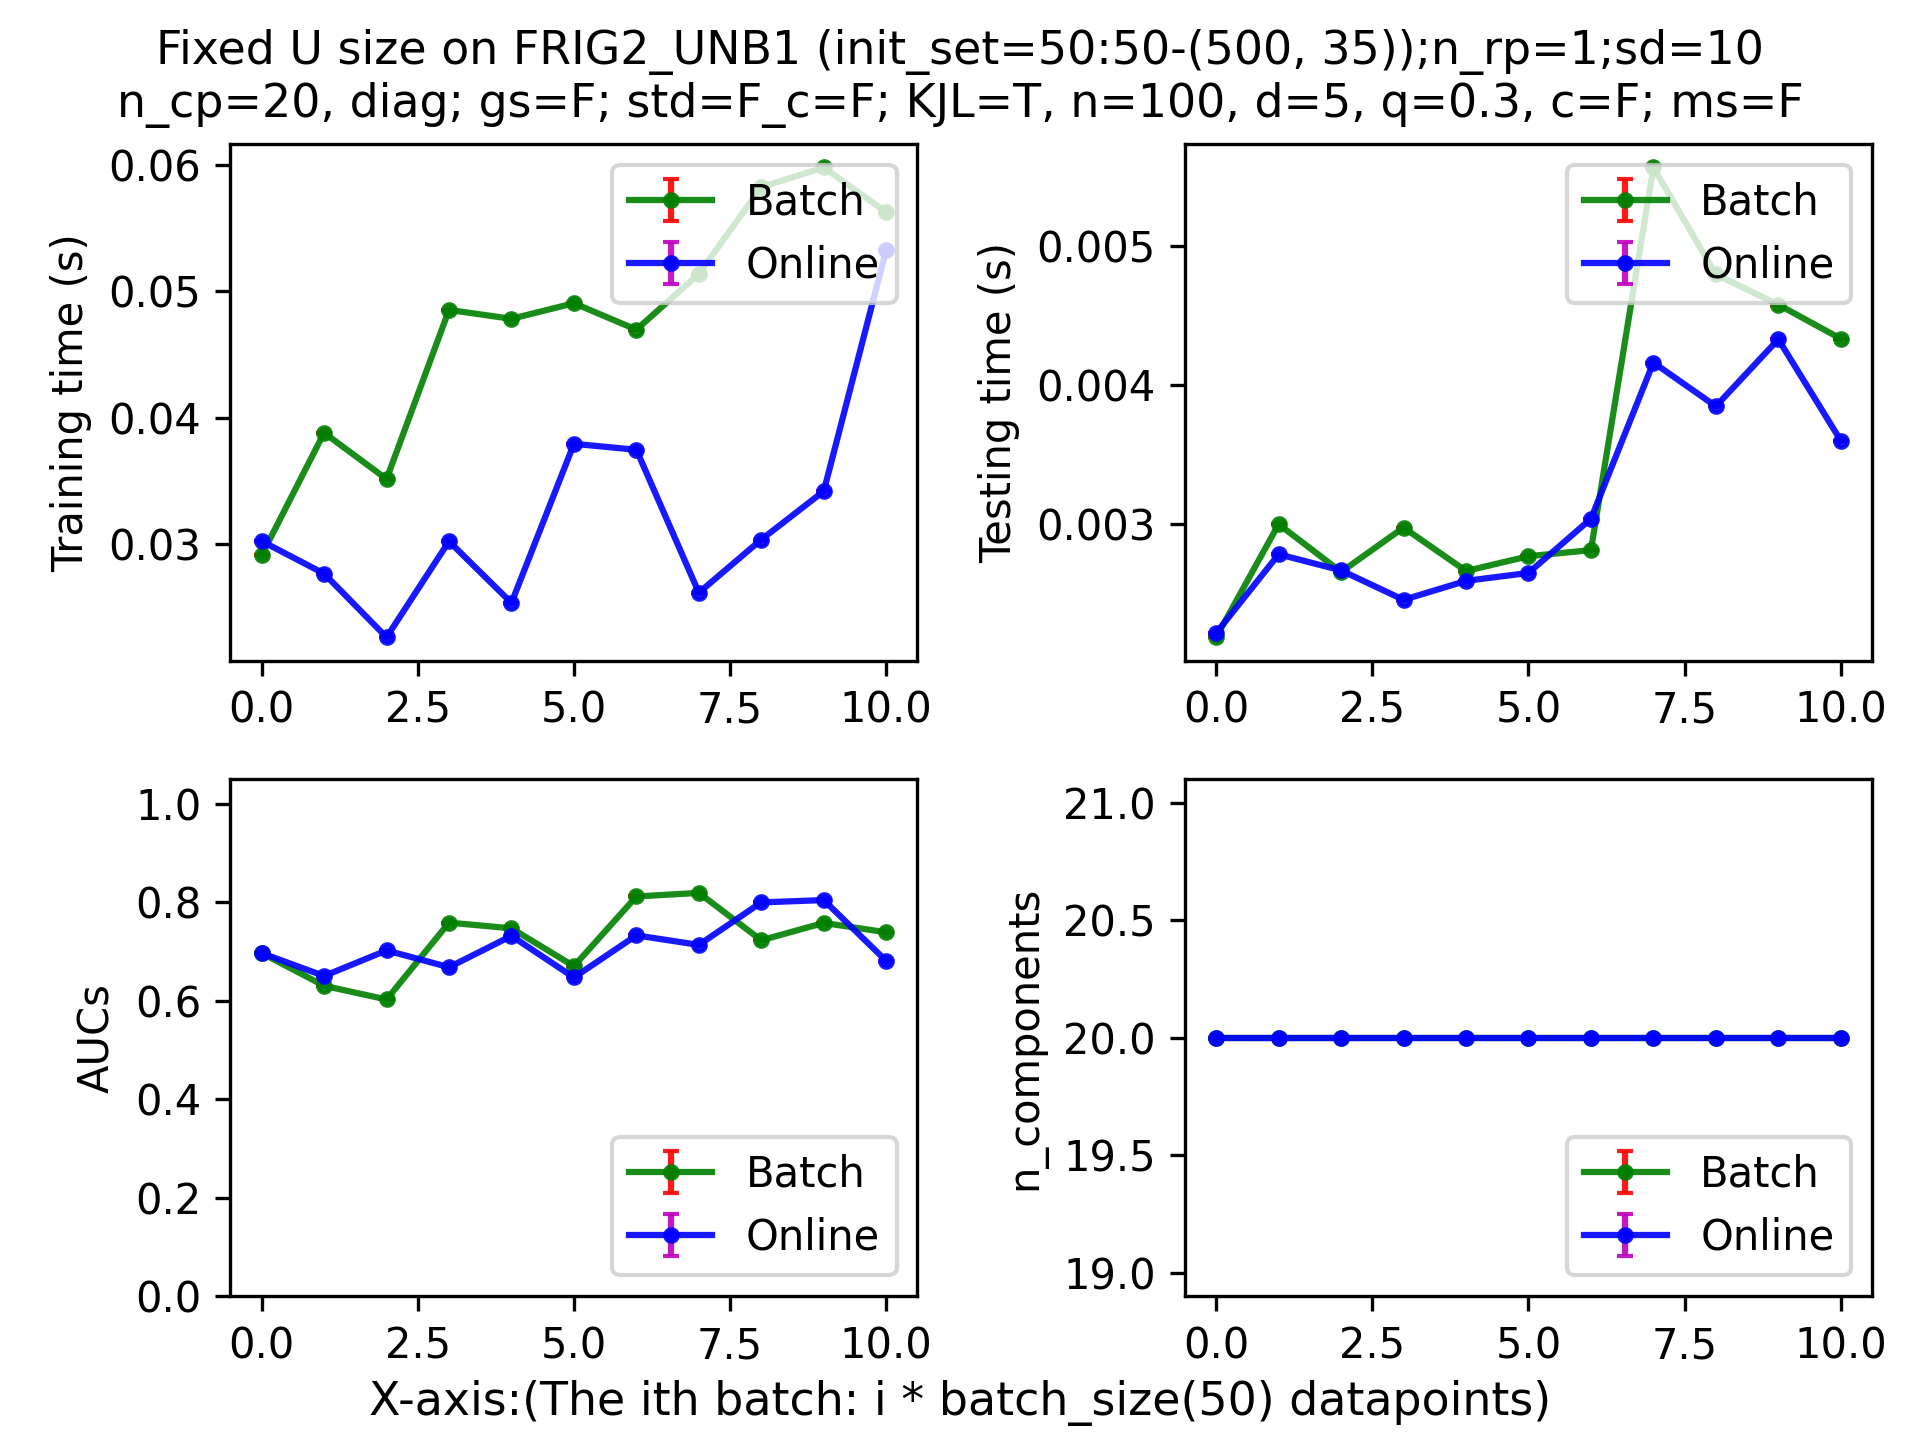 Fixed U size on FRIG2_UNB1 (init_set=50:50-(500, 35));n_rp=1;sd=10
n_cp=20, diag; gs=F; std=F_c=F; KJL=T, n=100, d=5, q=0.3, c=F; ms=F
Training time (s)
0.06
0.05
0.04
0.03
0.0 2.5 5.0 7.5 10.0
Batch
Online
Testing time (s)
0.005
0.004
0.003
0.0 2.5 5.0 7.5 10.0
Batch
Online
AUCs
1.0
0.8
0.6
0.4
0.2
0.0
0.0 2.5 5.0 7.5 10.0
Batch
Online
n_components
21.0
20.5
20.0
19.5
19.0
0.0 2.5 5.0 7.5 10.0
Batch
Online
X-axis:(The ith batch: i * batch_size(50) datapoints)